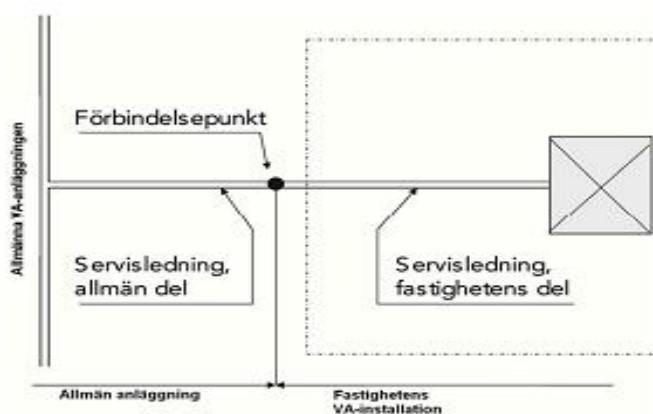 Allmänna VA-anläggningen
Förbindelsepunkt
Servisledning,
allmän del
Servisledning,
fastighetens del
Allmän anläggning
Fastighetens
VA-installation